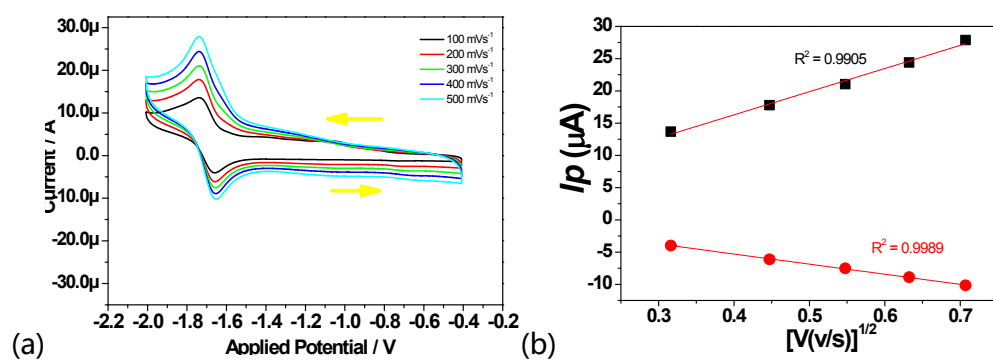 30.0µ
20.0µ
10.0µ
0.0
-10.0µ
-20.0µ
-30.0µ
Current / A
100 mVs⁻¹
200 mVs⁻¹
300 mVs⁻¹
400 mVs⁻¹
500 mVs⁻¹
-2.2 -2.0 -1.8 -1.6 -1.4 -1.2 -1.0 -0.8 -0.6 -0.4 -0.2
Applied Potential / V
(a)
30
25
20
15
10
5
0
-5
-10
Ip (µA)
R² = 0.9905
R² = 0.9989
0.3 0.4 0.5 0.6 0.7
[V(v/s)]^1/2
(b)